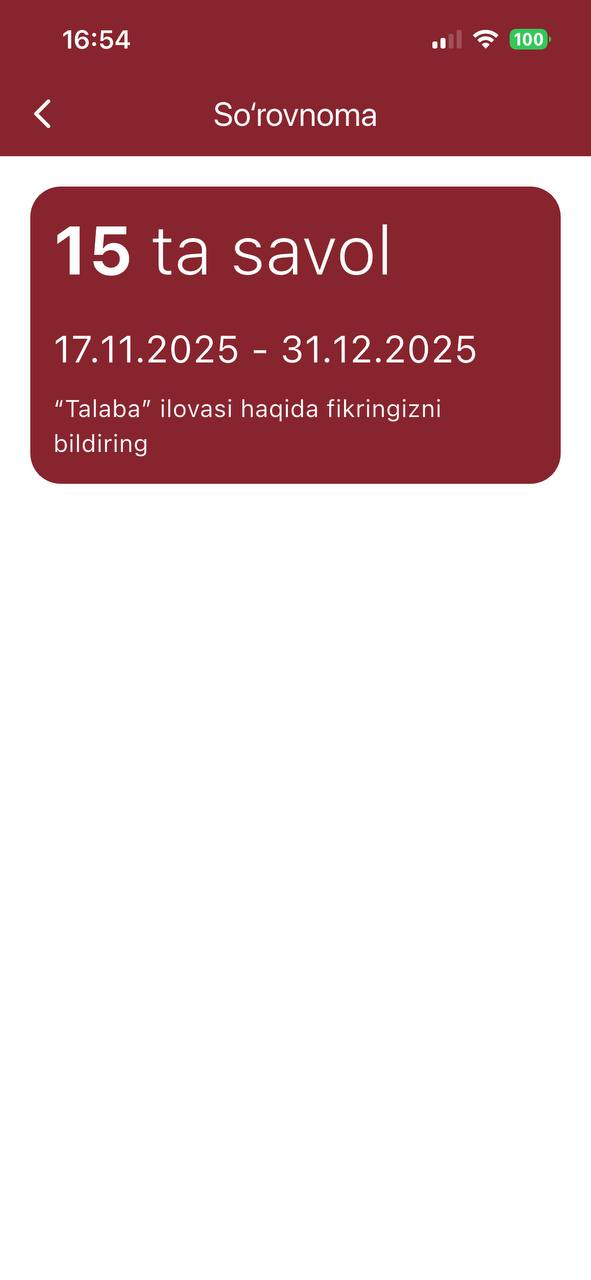 16:54
100
So‘rovnoma
15 ta savol
17.11.2025 - 31.12.2025
“Talaba” ilovasi haqida fikringizni
bildiring